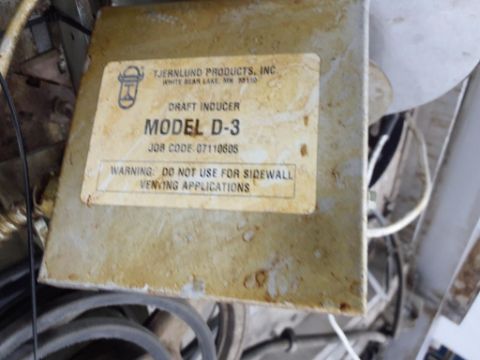 TJERNLUND PRODUCTS, INC.
WHITE BEAR LAKE, MN 55110
DRAFT INDUCER
MODEL D-3
JOB CODE 07110605
WARNING: DO NOT USE FOR SIDEWALL
VENTING APPLICATIONS